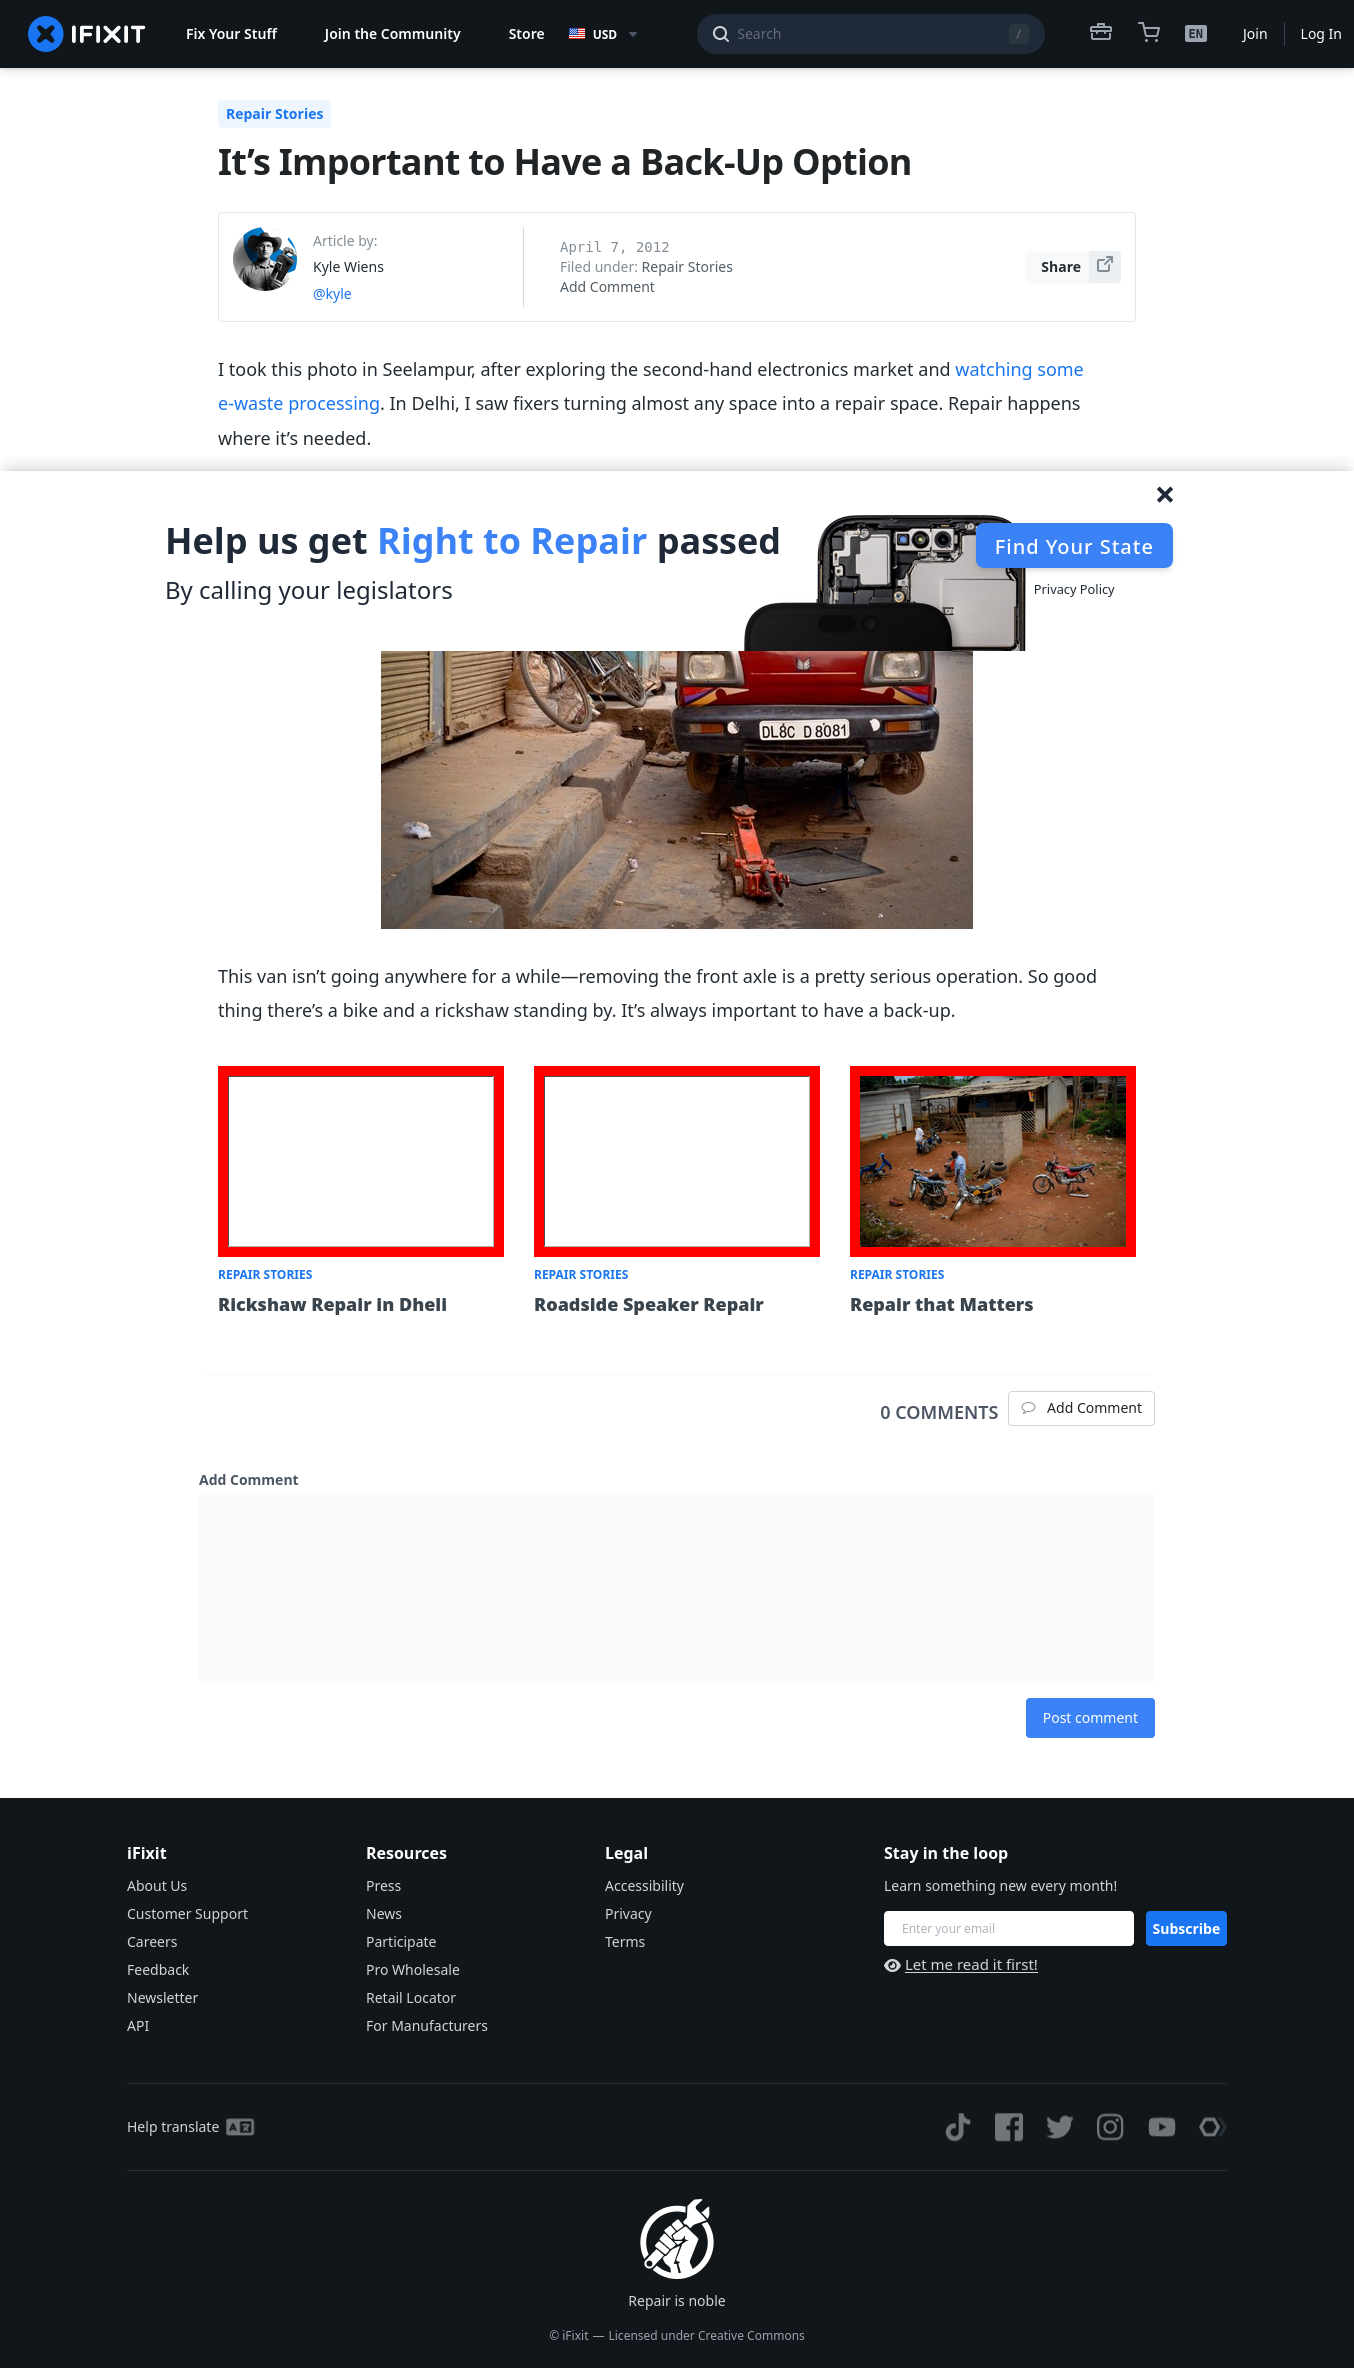 IFIXIT
Fix Your Stuff
Join the Community
Store
USD
Search
/
EN
Join
Log In
Repair Stories
It’s Important to Have a Back-Up Option
Article by:
Kyle Wiens
@kyle
April 7, 2012
Filed under: Repair Stories
Add Comment
Share
I took this photo in Seelampur, after exploring the second-hand electronics market and watching some
e-waste processing. In Delhi, I saw fixers turning almost any space into a repair space. Repair happens
where it’s needed.
Help us get Right to Repair passed
By calling your legislators
Find Your State
Privacy Policy
DL8C D 8081
This van isn’t going anywhere for a while—removing the front axle is a pretty serious operation. So good
thing there’s a bike and a rickshaw standing by. It’s always important to have a back-up.
REPAIR STORIES
Rickshaw Repair in Dheli
REPAIR STORIES
Roadside Speaker Repair
REPAIR STORIES
Repair that Matters
0 COMMENTS
Add Comment
Add Comment
Post comment
iFixit
About Us
Customer Support
Careers
Feedback
Newsletter
API
Resources
Press
News
Participate
Pro Wholesale
Retail Locator
For Manufacturers
Legal
Accessibility
Privacy
Terms
Stay in the loop
Learn something new every month!
Enter your email
Subscribe
Let me read it first!
Help translate
Repair is noble
© iFixit — Licensed under Creative Commons